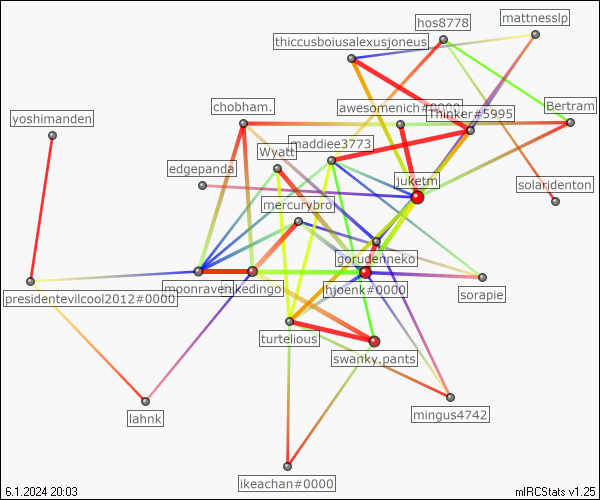 hos8778
mattnesslp
thiccusboiusalexusjoneus
chobham.
awesomenich#0000
Bertram
yoshimanden
Thinker#5995
maddiee3773
Wyatt
edgepanda
juketm
solaridenton
mercurybro
gorudenneko
presidentevilcool2012#0000
moonraven
nikedingo
hjoenk#0000
sorapie
turtelious
swanky.pants
lahnk
mingus4742
ikeachan#0000
6.1.2024 20:03
mIRCStats v1.25